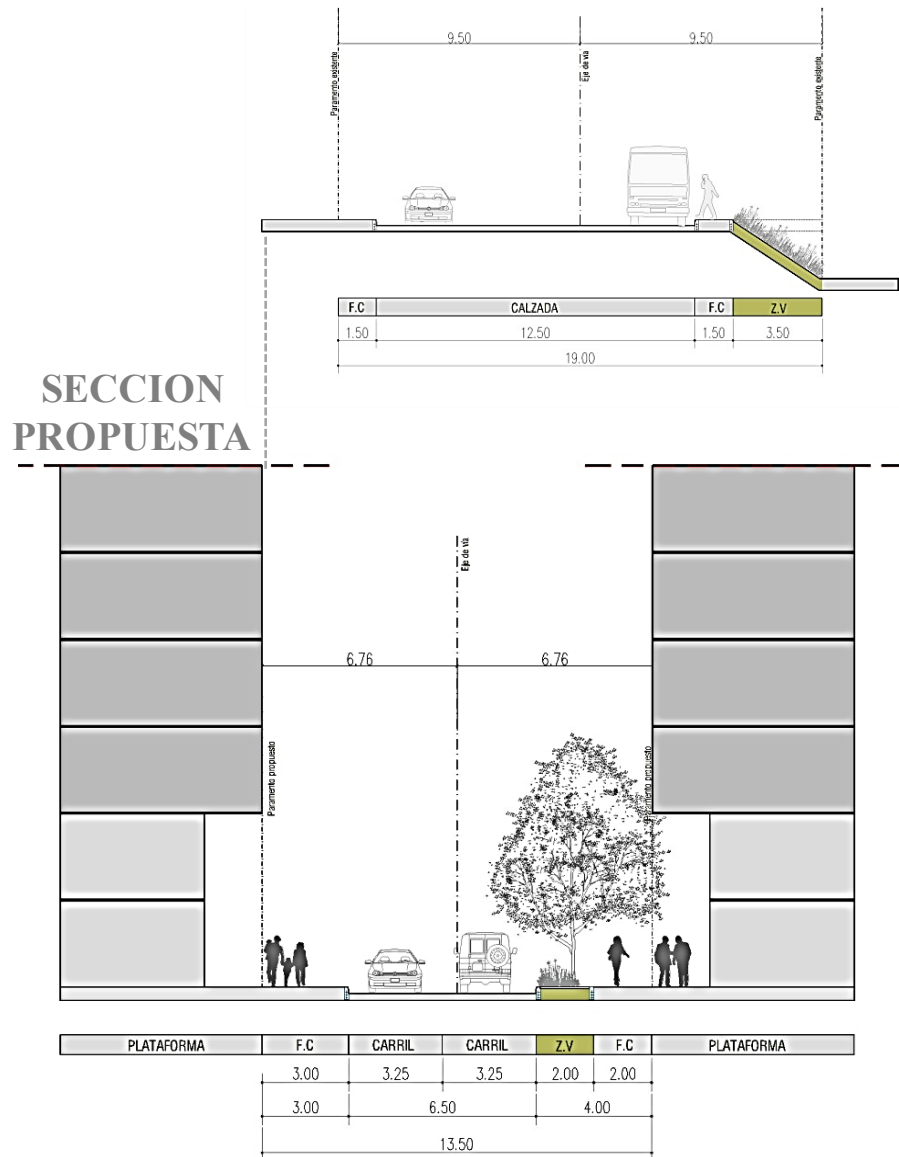 9.50 9.50
Paramento existente
Eje de vía
Paramento existente
F.C CALZADA F.C Z.V
1.50 12.50 1.50 3.50
19.00
SECCION
PROPUESTA
Eje de vía
6.76 6.76
Paramento propuesto
Paramento propuesto
PLATAFORMA F.C CARRIL CARRIL Z.V F.C PLATAFORMA
3.00 3.25 3.25 2.00 2.00
3.00 6.50 4.00
13.50